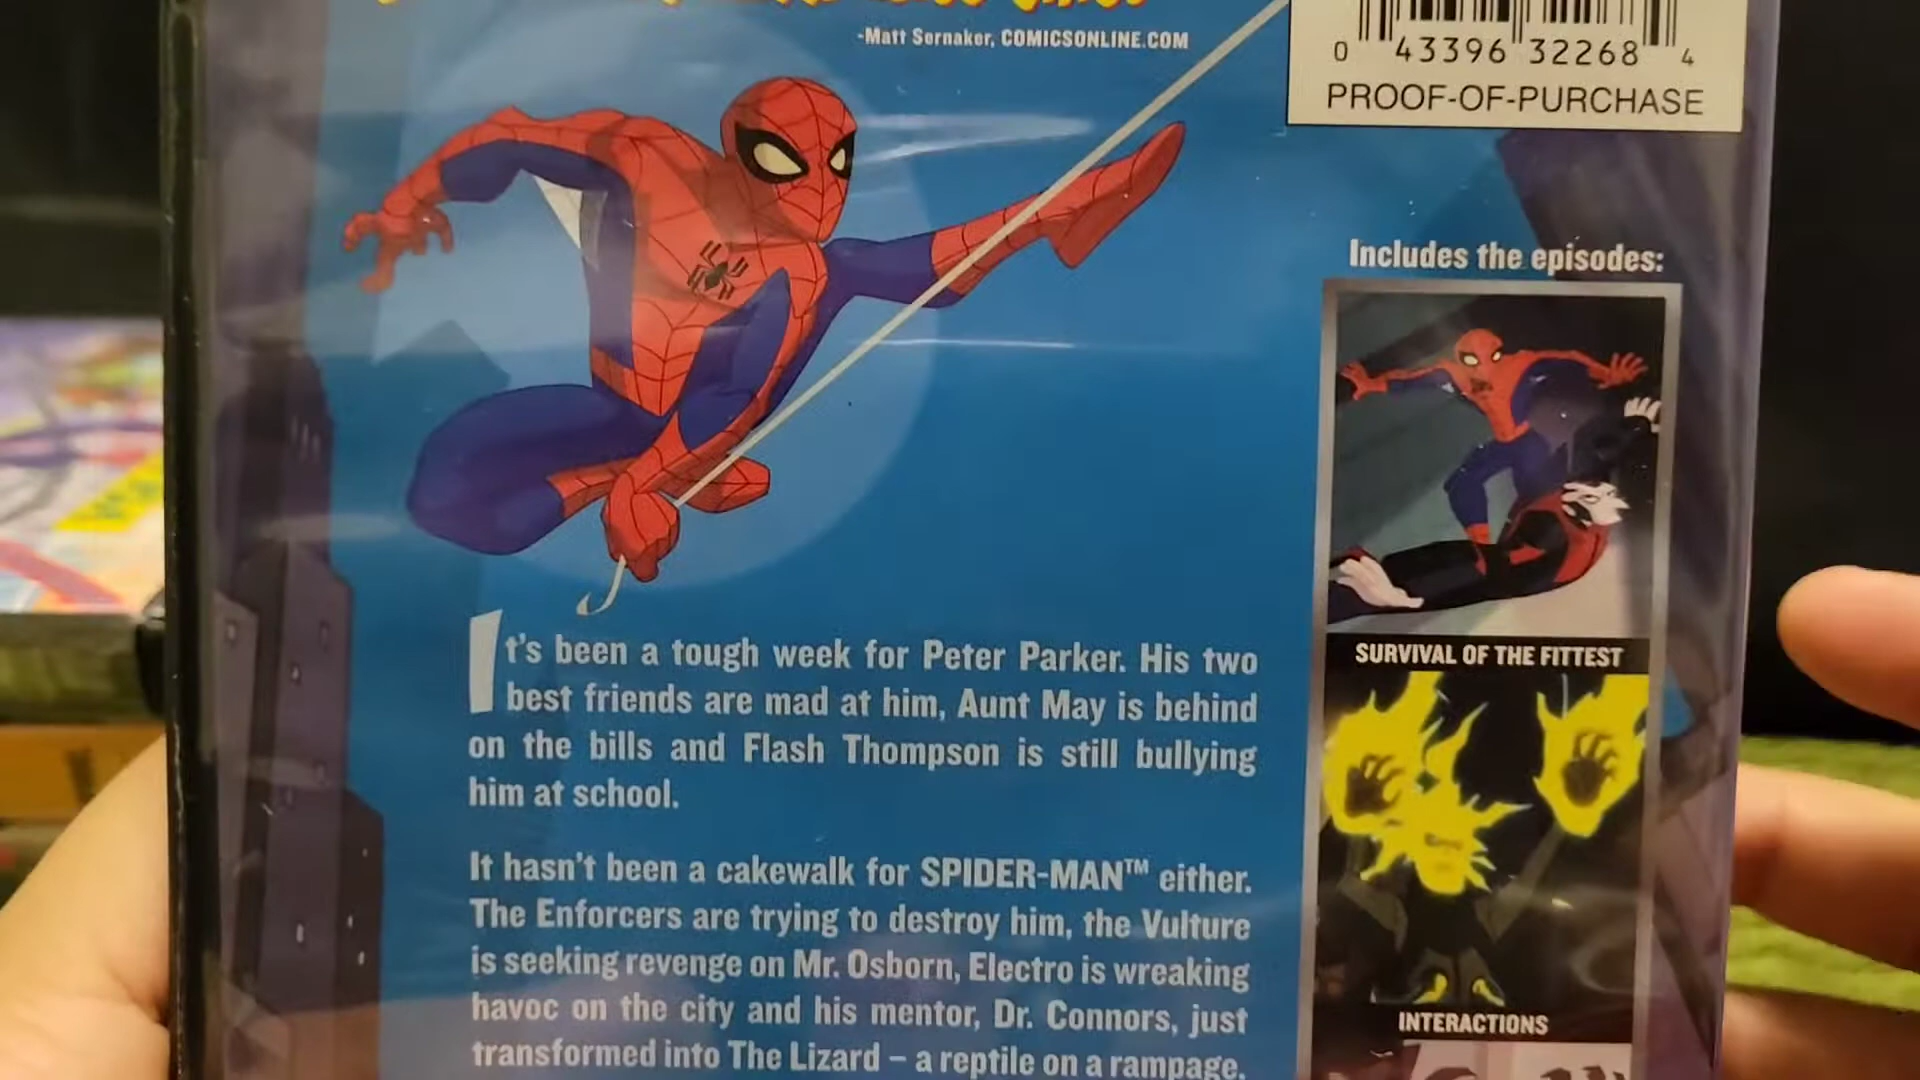 -Matt Sernaker, COMICSONLINE.COM
0 43396 32268 4
PROOF-OF-PURCHASE
Includes the episodes:
SURVIVAL OF THE FITTEST
INTERACTIONS
It's been a tough week for Peter Parker. His two
best friends are mad at him, Aunt May is behind
on the bills and Flash Thompson is still bullying
him at school.
It hasn't been a cakewalk for SPIDER-MAN™ either.
The Enforcers are trying to destroy him, the Vulture
is seeking revenge on Mr. Osborn, Electro is wreaking
havoc on the city and his mentor, Dr. Connors, just
transformed into The Lizard – a reptile on a rampage.